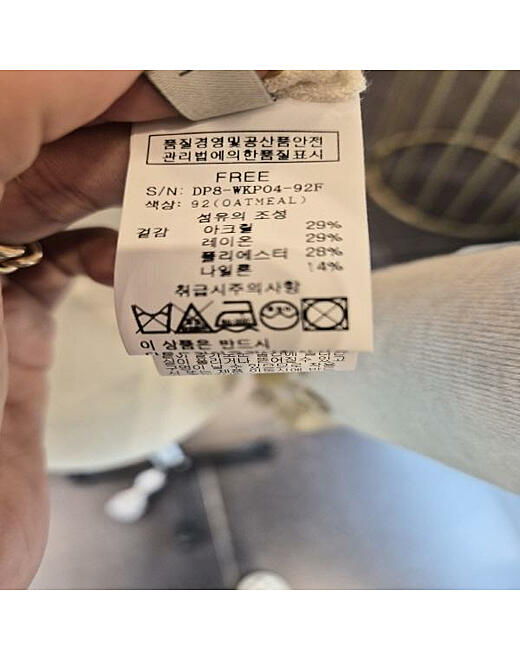 품질경영및공산품안전
관리법에의한품질표시
FREE
S/N: DP8-WKP04-92F
색상: 92(OATMEAL)
섬유의 조성
겉감 아크릴 29%
레이온 29%
폴리에스터 28%
나일론 14%
취급시주의사항
이 상품은 반드시